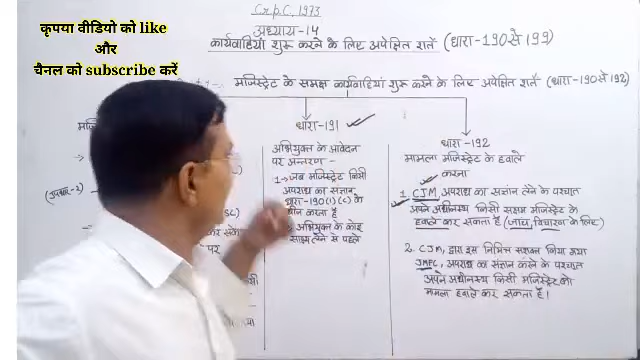 Cr.P.C. 1973
अध्याय-14
कार्यवाहियाँ शुरू करने के लिए अपेक्षित शर्तें (धारा-190 से 199)
कृपया वीडियो को like
और
चैनल को subscribe करें
मजिस्ट्रेट के समक्ष कार्यवाहियां शुरू करने के लिए अपेक्षित शर्तें (धारा-190 से 192)
धारा-191
अभियुक्त के आवेदन
पर अन्तरण-
1→ जब मजिस्ट्रेट किसी
अपराध का संज्ञान
धारा-190(1)(C) के
करता है
अभियुक्त के कोई
साक्ष्य लेने से पहले
धारा-192
मामला मजिस्ट्रेट के हवाले
करना
1. CJM अपराध का संज्ञान लेने के पश्चात
अपने अधीनस्थ किसी सक्षम मजिस्ट्रेट के
हवाले कर सकता है (जांच, विचारण के लिए)
2. CJM, द्वारा इस निमित्त सशक्त किया गया
JMFC, अपराध का संज्ञान करने के पश्चात
अपने अधीनस्थ किसी मजिस्ट्रेट को
मामला हवाले कर सकता है।